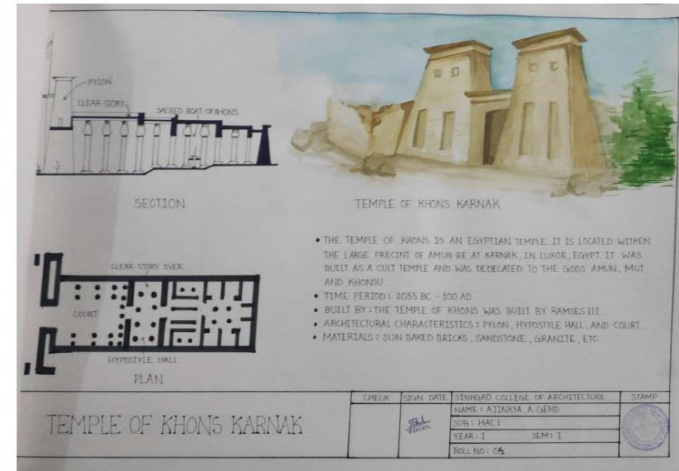 PYLON
CLEAR STORY
SACRED BOAT OF KHONS
SECTION
TEMPLE OF KHONS KARNAK
• THE TEMPLE OF KHONS IS AN EGYPTIAN TEMPLE. IT IS LOCATED WITHEN
THE LARGE PRECINT OF AMUN-RE AT KARNAK, IN LUXOR, EGYPT. IT WAS
BUILT AS A CULT TEMPLE AND WAS DEDECATED TO THE GODS AMUN, MUT
AND KHONSU.
• TIME PERIOD: 2055 BC - 100 AD
• BUILT BY: THE TEMPLE OF KHONS WAS BUILT BY RAMSES III.
• ARCHITECTURAL CHARACTERISTICS: PYLON, HYPOSTYLE HALL, AND COURT.
• MATERIALS: SUN BAKED BRICKS, SANDSTONE, GRANITE, ETC.
CLEAR STORY OVER
COURT
HYPOSTYLE HALL
PLAN
TEMPLE OF KHONS KARNAK
CHECK
SIGN DATE
SINHGAD COLLEGE OF ARCHITECTURE
STAMP
NAME: AJINKYA A GEND
SUB: HAC 1
YEAR: I SEM: I
ROLL NO: 05